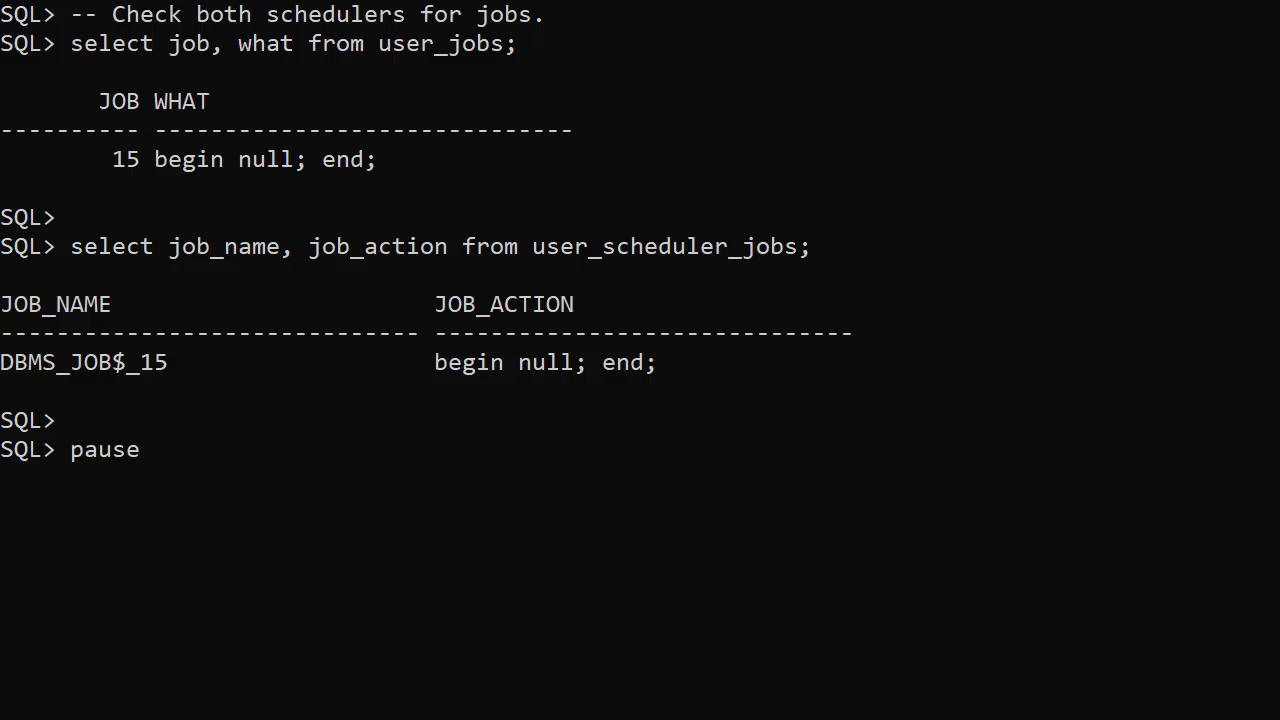 SQL> -- Check both schedulers for jobs.
SQL> select job, what from user_jobs;
       JOB WHAT
---------- ------------------------------
        15 begin null; end;
SQL>
SQL> select job_name, job_action from user_scheduler_jobs;
JOB_NAME                       JOB_ACTION
------------------------------ ------------------------------
DBMS_JOB$_15                   begin null; end;
SQL>
SQL> pause